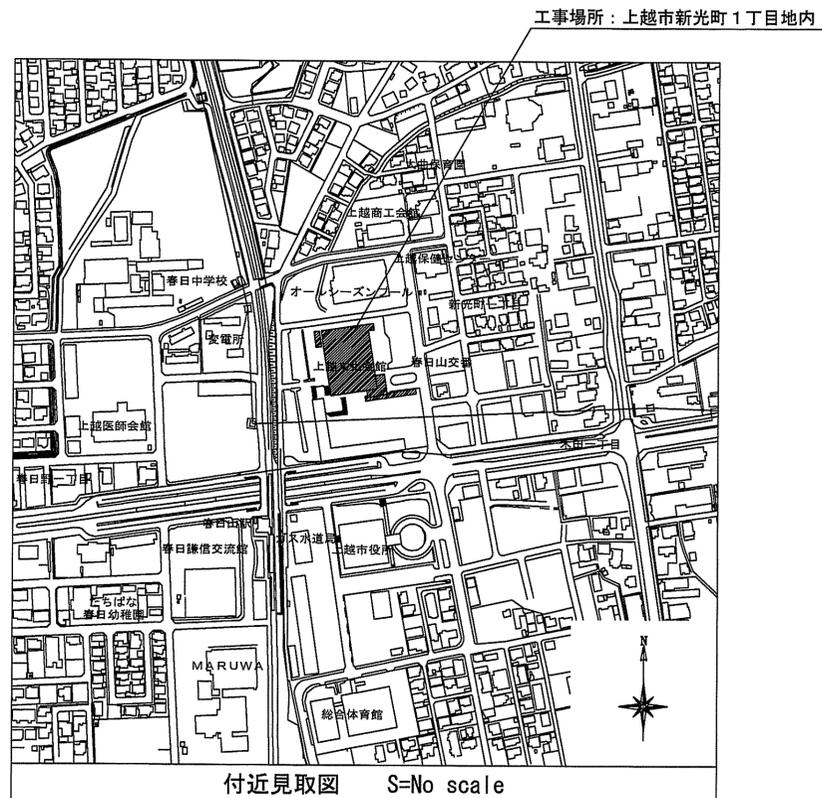 工事場所：上越市新光町１丁目地内
大曲保育園
上越商工会館
上越保健センター
春日中学校
オールシーズンプール
新光町一丁目
変電所
上越文化会館
春日山交番
上越医師会館
木田一丁目
春日野一丁目
春日山駅
ガス水道局
春日謙信交流館
上越市役所
たちばな
春日幼稚園
MARUWA
N
総合体育館
付近見取図 S=No scale